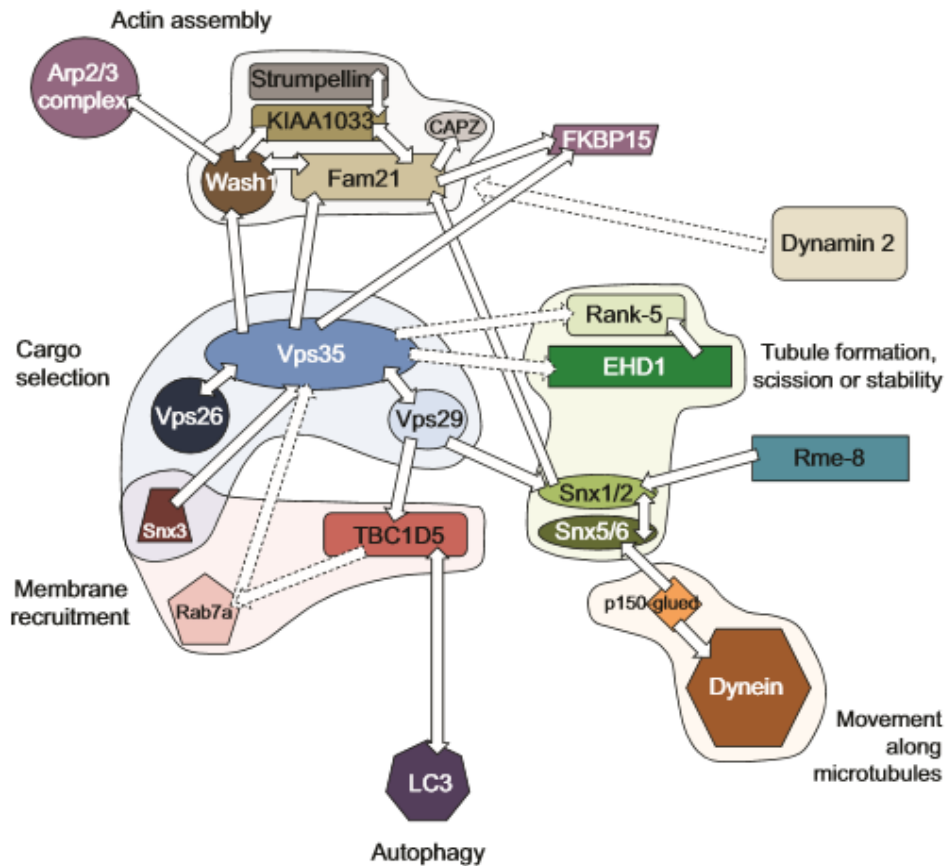 Actin assembly
Arp2/3
complex
Strumpellin
KIAA1033
CAPZ
FKBP15
Wash1
Fam21
Dynamin 2
Rank-5
Cargo
selection
Vps35
EHD1
Tubule formation,
scission or stability
Vps26
Vps29
Rme-8
Snx1/2
Snx3
TBC1D5
Snx5/6
Membrane
recruitment
Rab7a
p150 glued
Dynein
Movement
along
microtubules
LC3
Autophagy